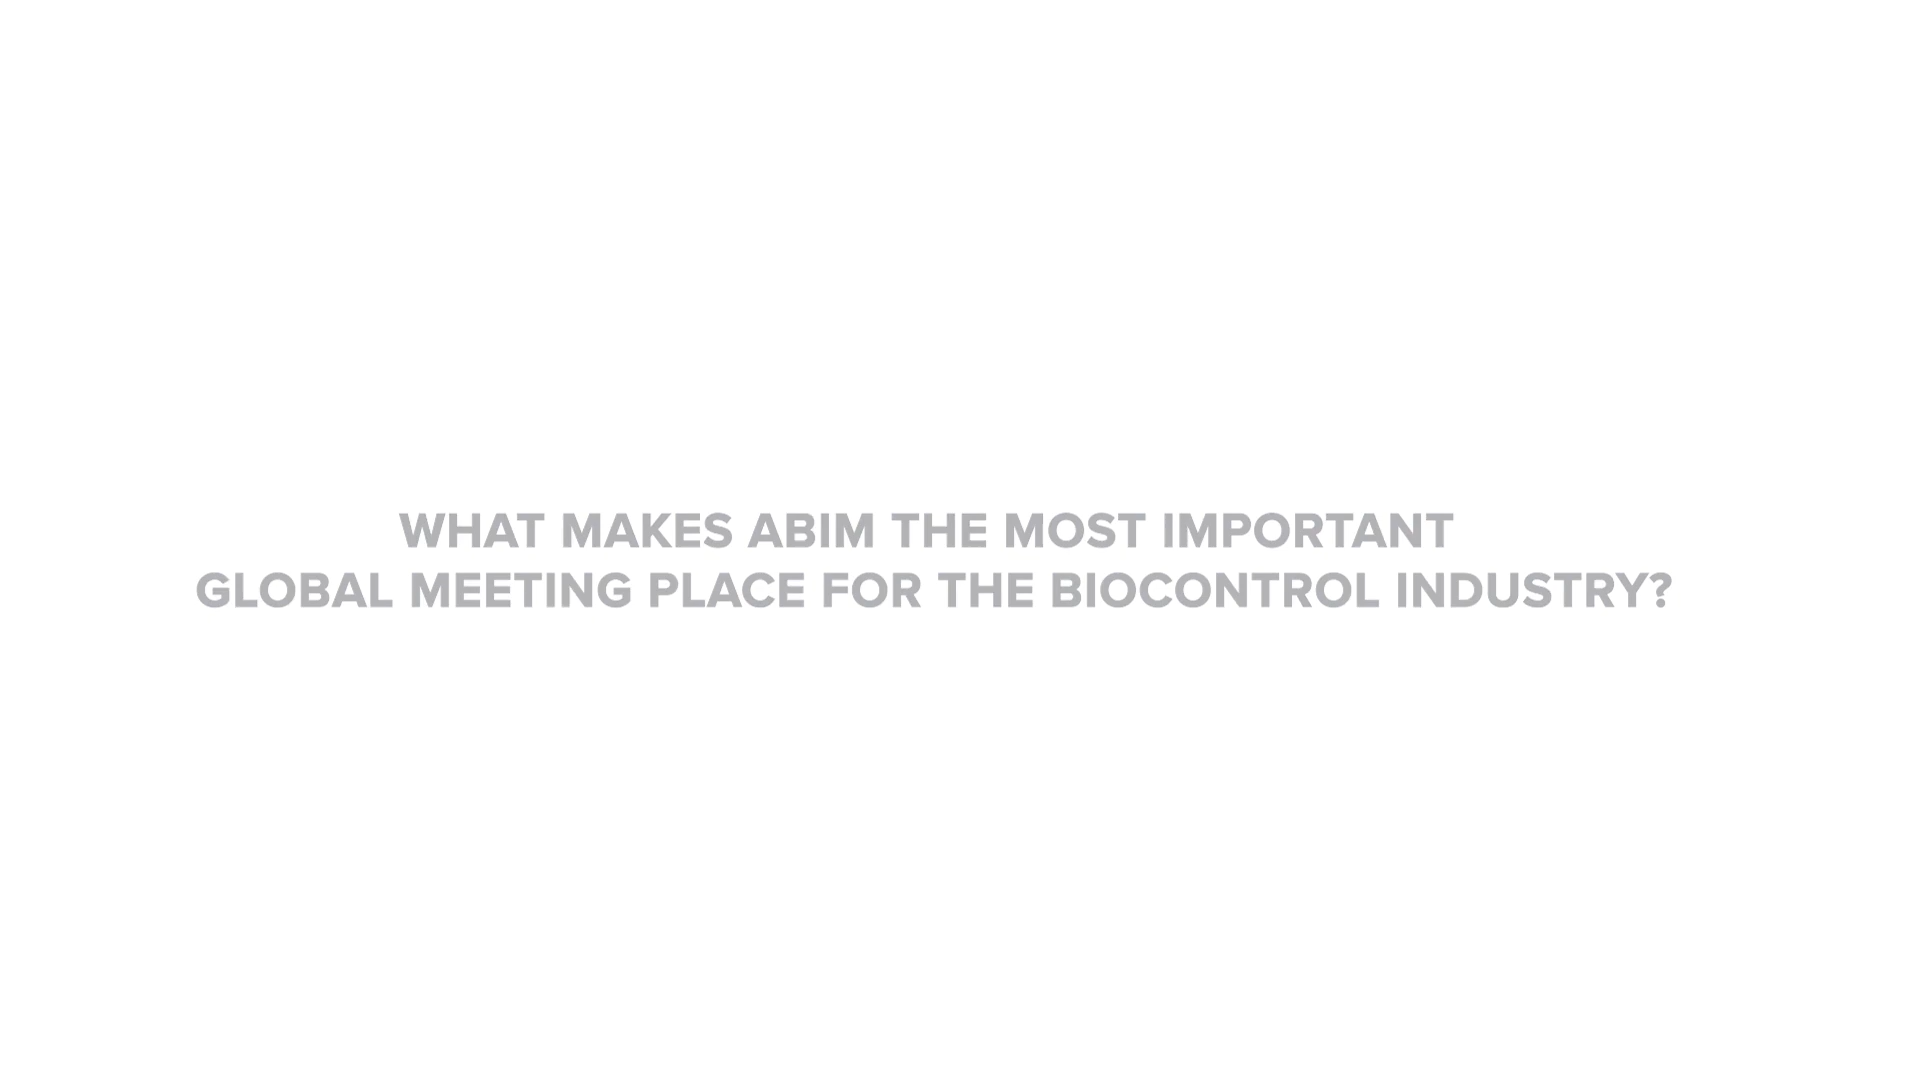 WHAT MAKES ABIM THE MOST IMPORTANT
GLOBAL MEETING PLACE FOR THE BIOCONTROL INDUSTRY?